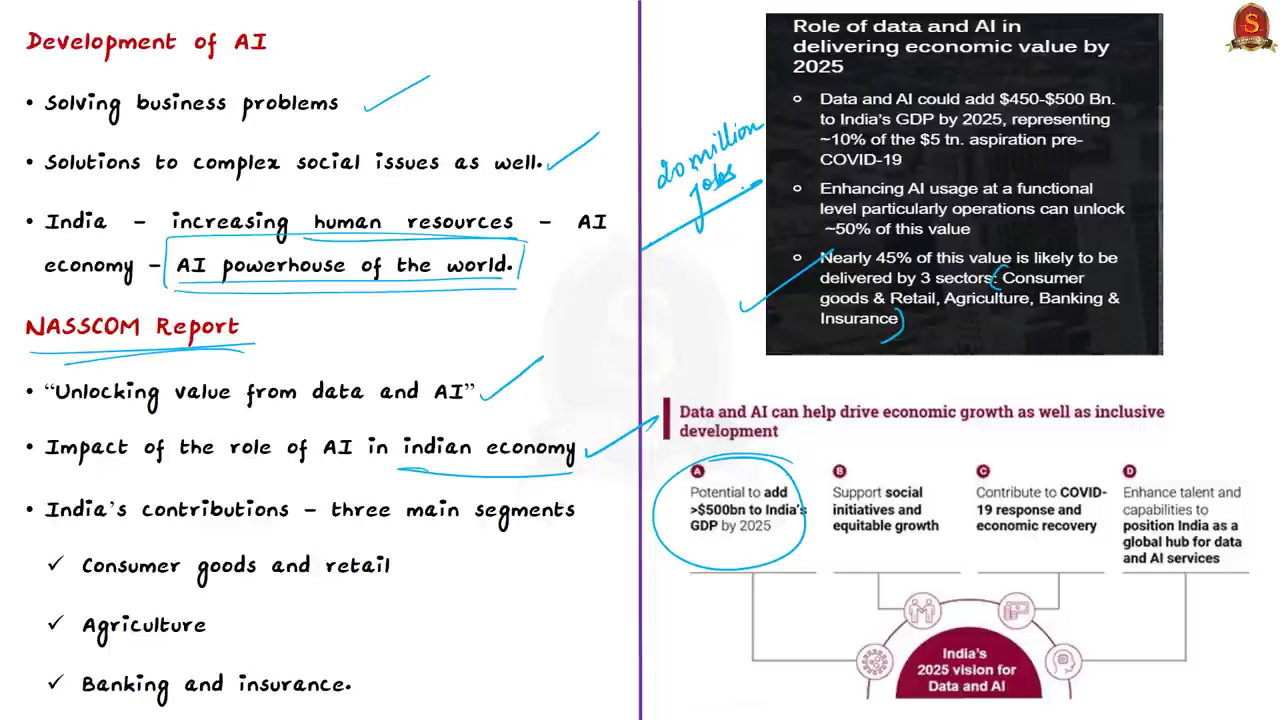 Development of AI
• Solving business problems
• Solutions to complex social issues as well.
• India – increasing human resources – AI
economy – AI powerhouse of the world.
NASSCOM Report
• “Unlocking value from data and AI”
• Impact of the role of AI in indian economy
• India's contributions – three main segments
✓ Consumer goods and retail
✓ Agriculture
✓ Banking and insurance.
20 million
jobs
Role of data and AI in
delivering economic value by
2025
Data and AI could add $450-$500 Bn.
to India's GDP by 2025, representing
~10% of the $5 tn. aspiration pre-
COVID-19
Enhancing AI usage at a functional
level particularly operations can unlock
~50% of this value
Nearly 45% of this value is likely to be
delivered by 3 sectors: Consumer
goods & Retail, Agriculture, Banking &
Insurance
Data and AI can help drive economic growth as well as inclusive
development
A
Potential to add
>$500bn to India's
GDP by 2025
B
Support social
initiatives and
equitable growth
C
Contribute to COVID-
19 response and
economic recovery
D
Enhance talent and
capabilities to
position India as a
global hub for data
and AI services
India's
2025 vision for
Data and AI
S